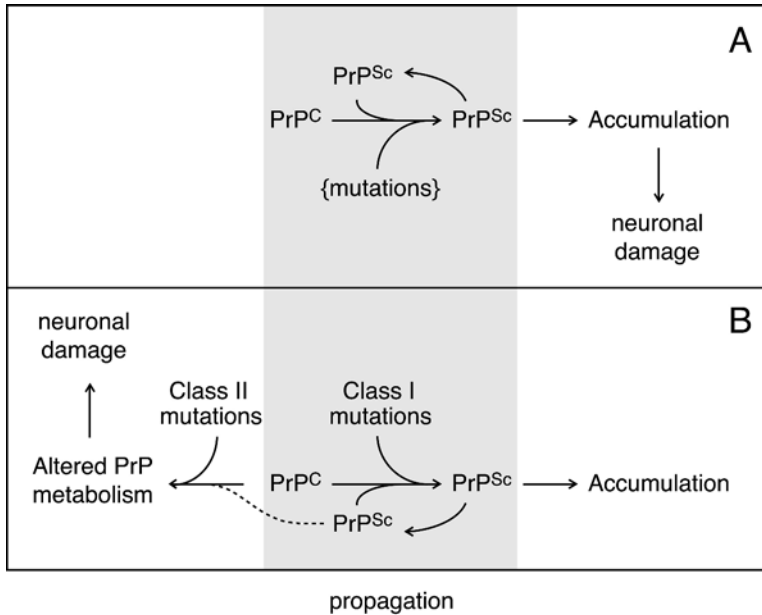 A
PrPSc
PrPC
PrPSc
Accumulation
{mutations}
neuronal
damage
B
neuronal
damage
Class II
mutations
Class I
mutations
Altered PrP
metabolism
PrPC
PrPSc
Accumulation
PrPSc
propagation